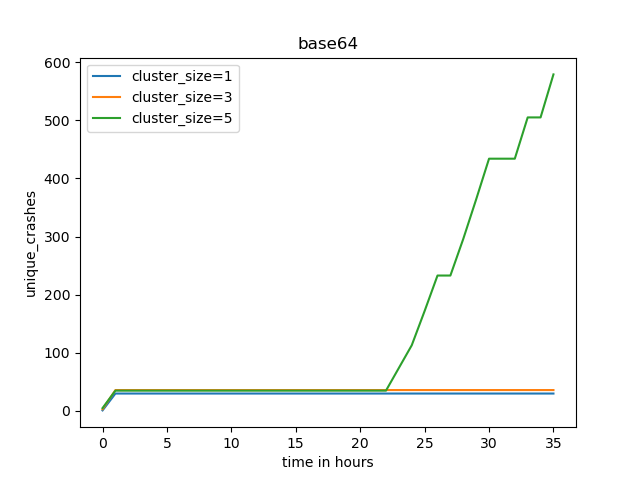 base64
cluster_size=1
cluster_size=3
cluster_size=5
unique_crashes
600
500
400
300
200
100
0
0 5 10 15 20 25 30 35
time in hours